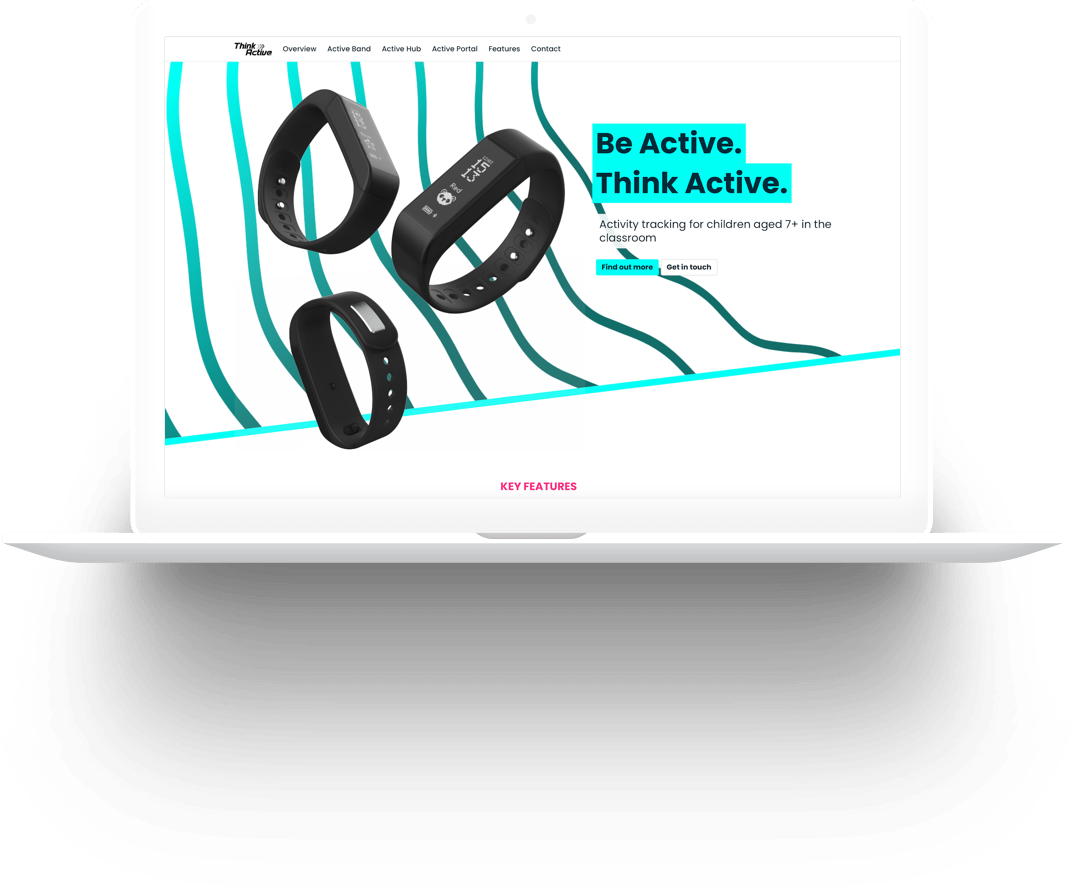 Think
Active
Overview Active Band Active Hub Active Portal Features Contact
Be Active.
Think Active.
Activity tracking for children aged 7+ in the
classroom
Find out more Get in touch
Red
KEY FEATURES